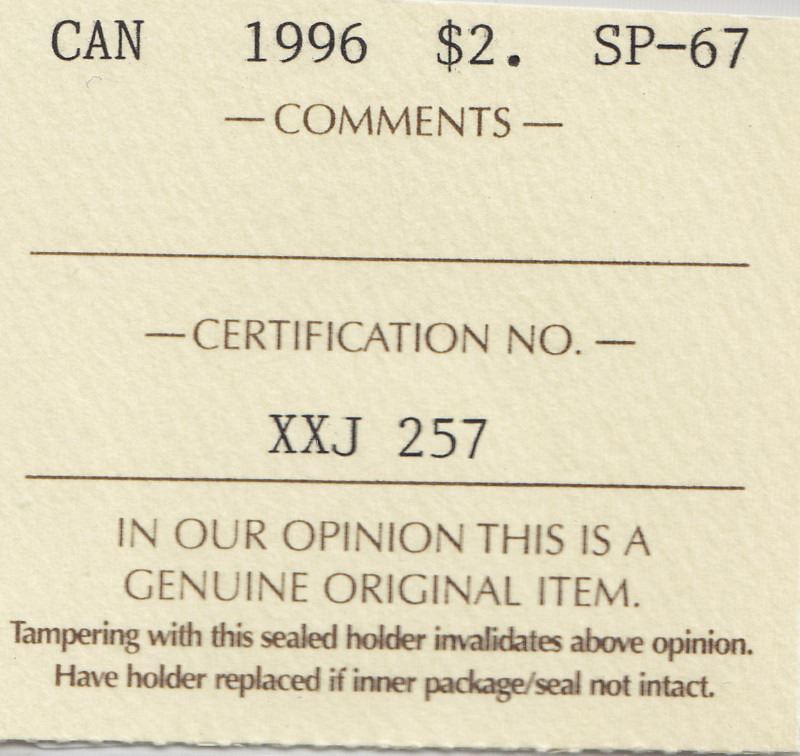 CAN 1996 $2. SP-67
—COMMENTS—
—CERTIFICATION NO.—
XXJ 257
IN OUR OPINION THIS IS A
GENUINE ORIGINAL ITEM.
Tampering with this sealed holder invalidates above opinion.
Have holder replaced if inner package/seal not intact.